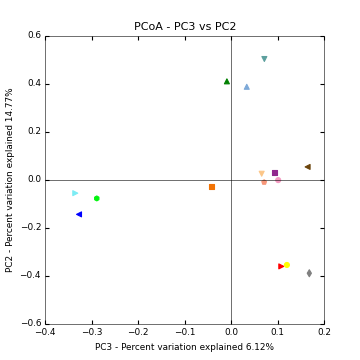 PCoA - PC3 vs PC2
PC2 - Percent variation explained 14.77%
0.6
0.4
0.2
0.0
−0.2
−0.4
−0.6
−0.4 −0.3 −0.2 −0.1 0.0 0.1 0.2
PC3 - Percent variation explained 6.12%